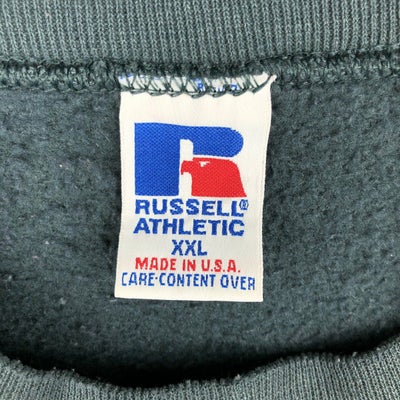 RUSSELL®
ATHLETIC
XXL
MADE IN U.S.A.
CARE-CONTENT OVER